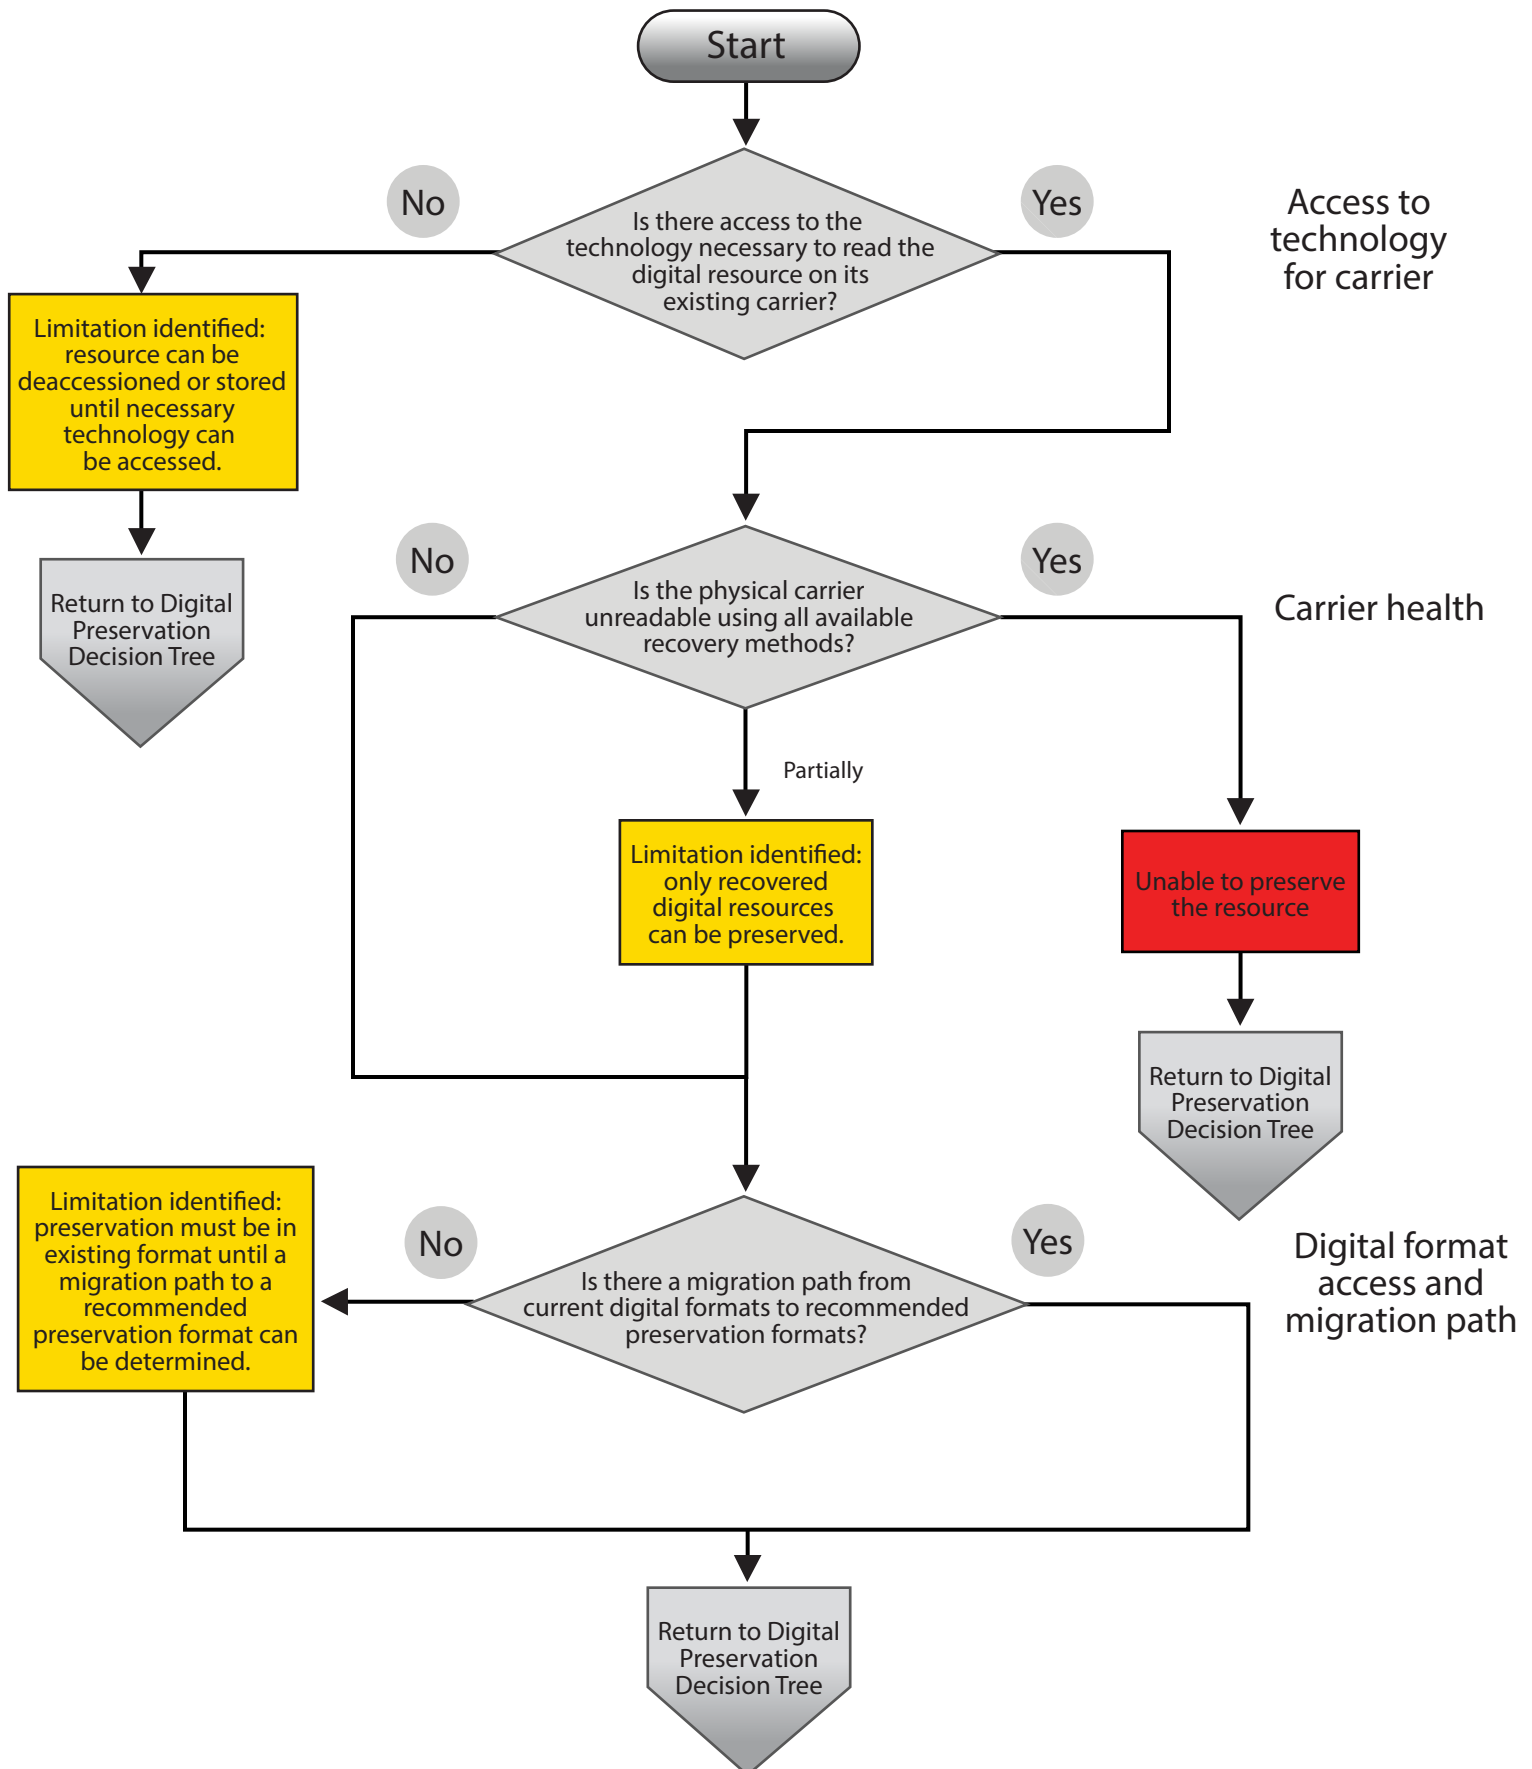 Start
No
Yes
Is there access to the
technology necessary to read the
digital resource on its
existing carrier?
Access to
technology
for carrier
Limitation identified:
resource can be
deaccessioned or stored
until necessary
technology can
be accessed.
Return to Digital
Preservation
Decision Tree
No
Yes
Is the physical carrier
unreadable using all available
recovery methods?
Carrier health
Partially
Limitation identified:
only recovered
digital resources
can be preserved.
Unable to preserve
the resource
Return to Digital
Preservation
Decision Tree
Limitation identified:
preservation must be in
existing format until a
migration path to a
recommended
preservation format can
be determined.
No
Yes
Is there a migration path from
current digital formats to recommended
preservation formats?
Digital format
access and
migration path
Return to Digital
Preservation
Decision Tree